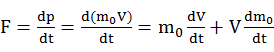 F = dp/dt = d(m₀V)/dt = m₀ dV/dt + V dm₀/dt